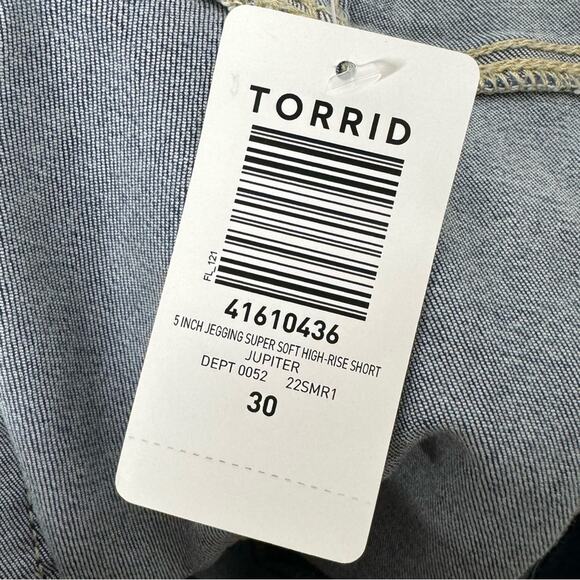 TORRID
FL_121
41610436
5 INCH JEGGING SUPER SOFT HIGH-RISE SHORT
JUPITER
DEPT 0052 22SMR1
30